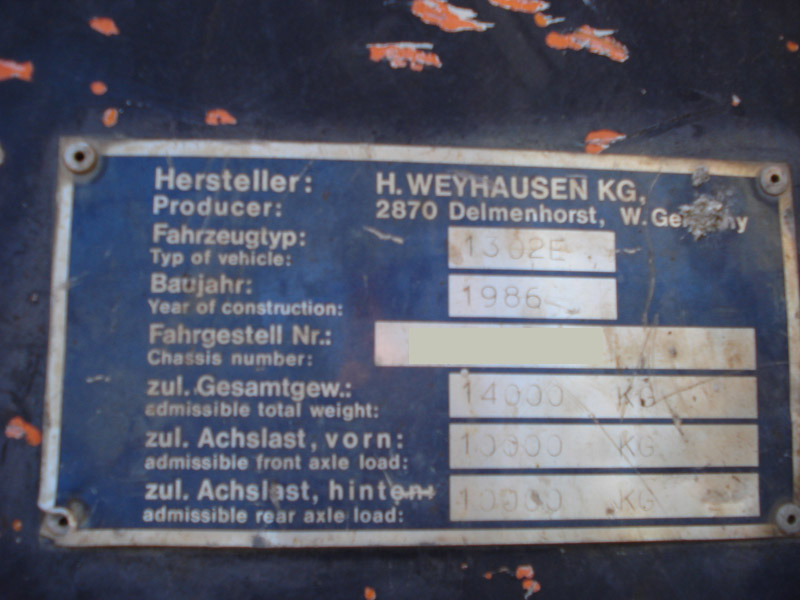 Hersteller: H. WEYHAUSEN KG,
Producer: 2870 Delmenhorst, W. Germany
Fahrzeugtyp: 1302E
Typ of vehicle:
Baujahr: 1986
Year of construction:
Fahrgestell Nr.:
Chassis number:
zul. Gesamtgew.: 14000 KG
admissible total weight:
zul. Achslast, vorn: 10000 KG
admissible front axle load:
zul. Achslast, hinten: 10000 KG
admissible rear axle load: